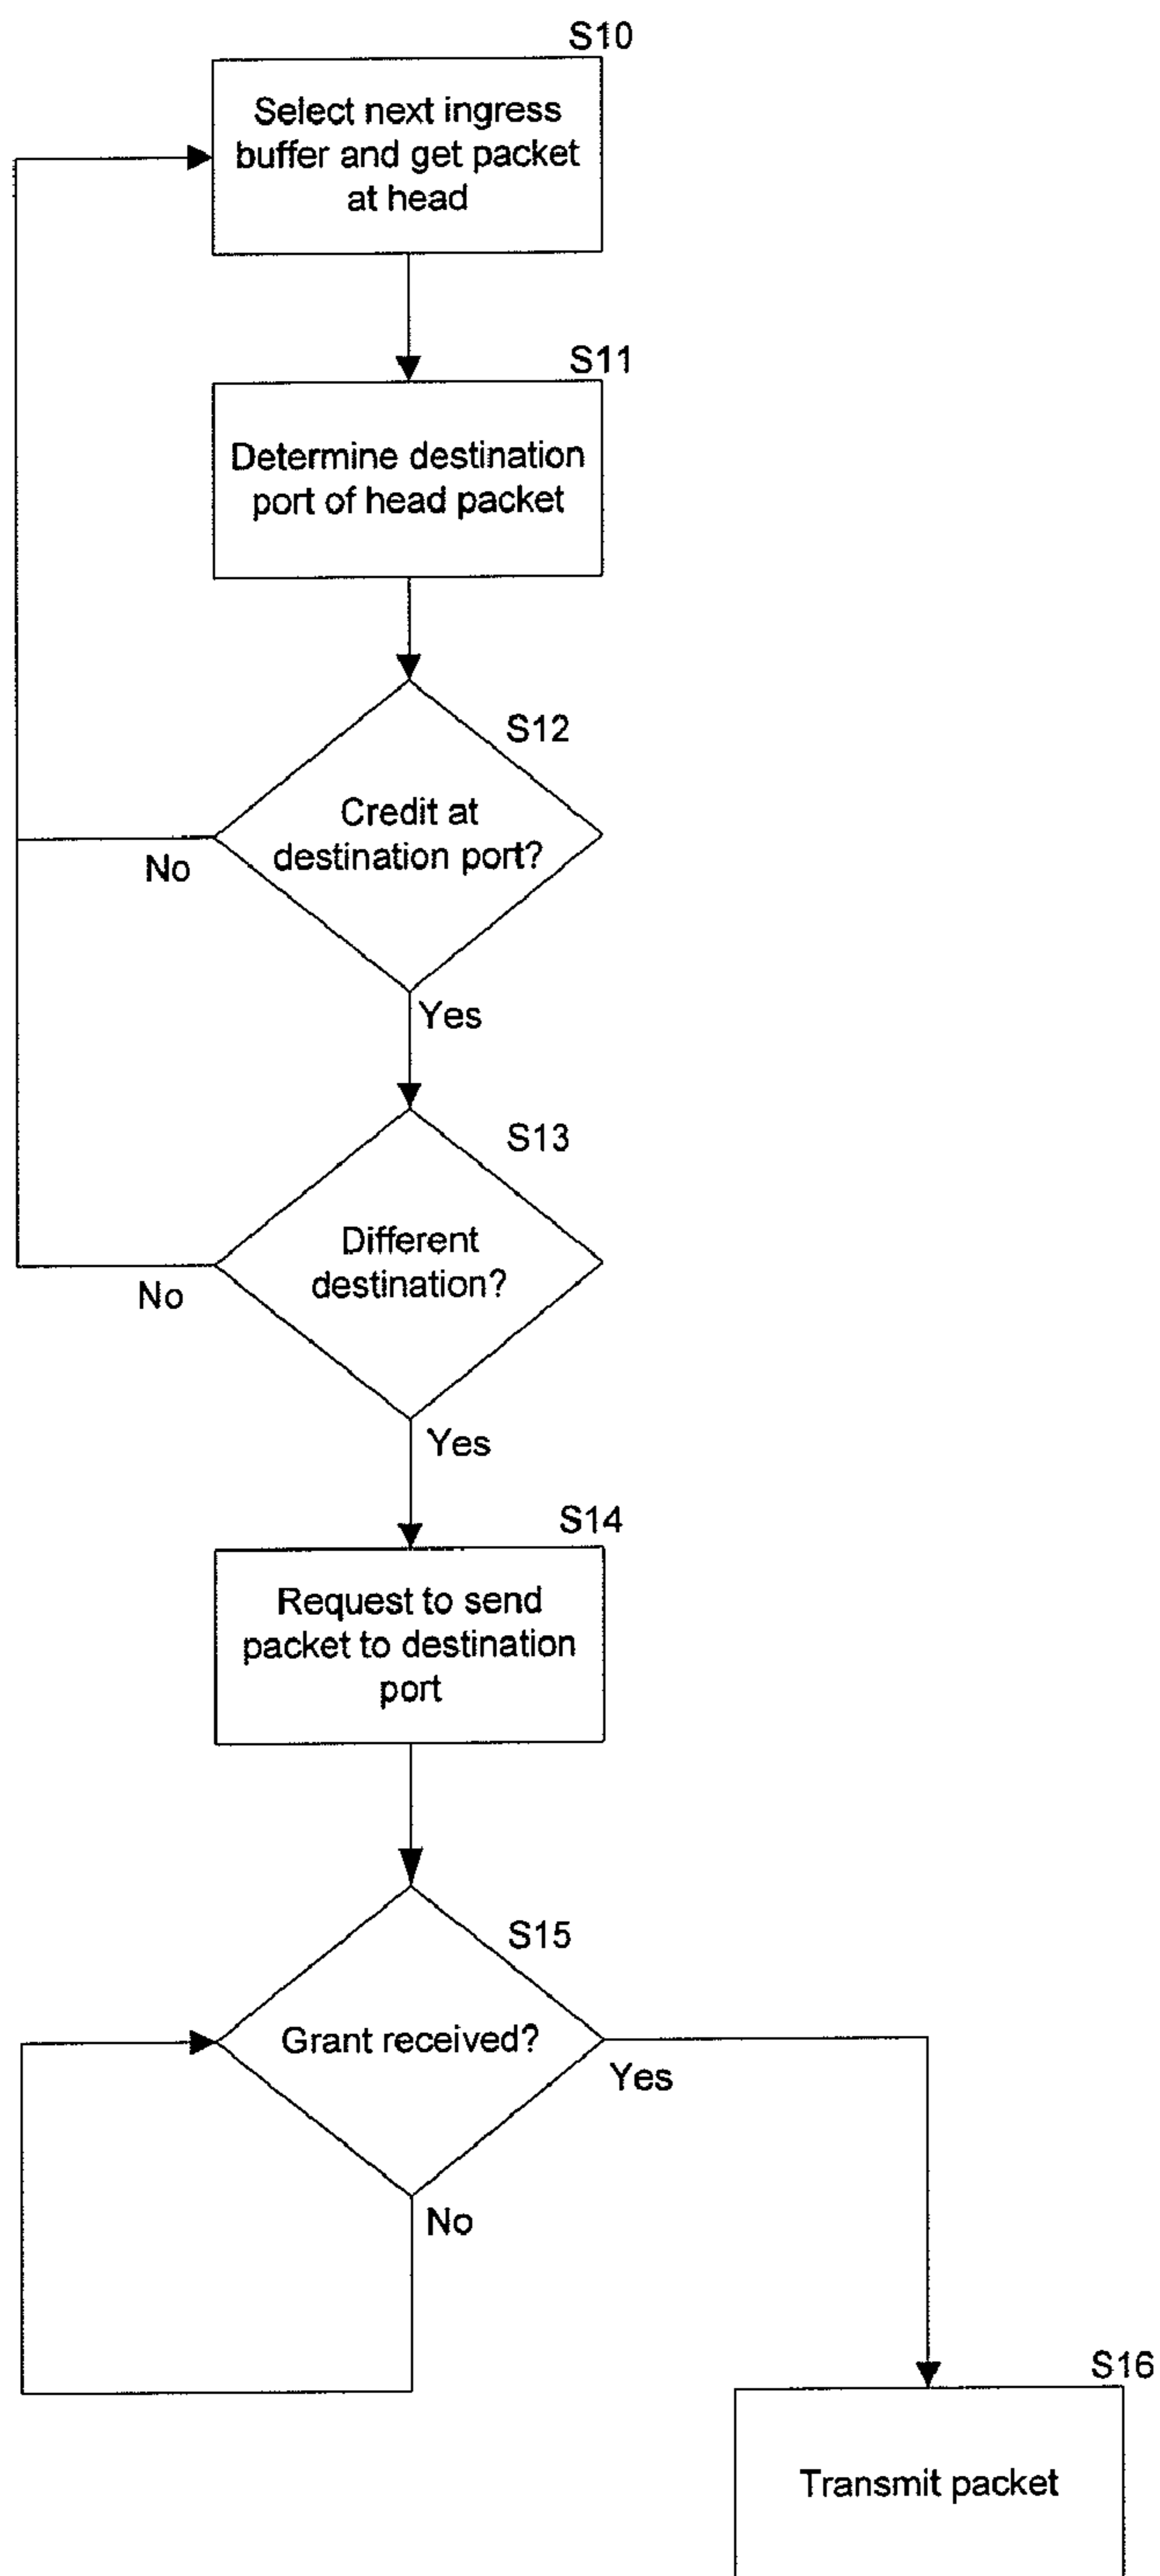 S10
Select next ingress
buffer and get packet
at head
S11
Determine destination
port of head packet
S12
Credit at
destination port?
No
Yes
S13
Different
destination?
No
Yes
S14
Request to send
packet to destination
port
S15
Grant received?
Yes
No
S16
Transmit packet